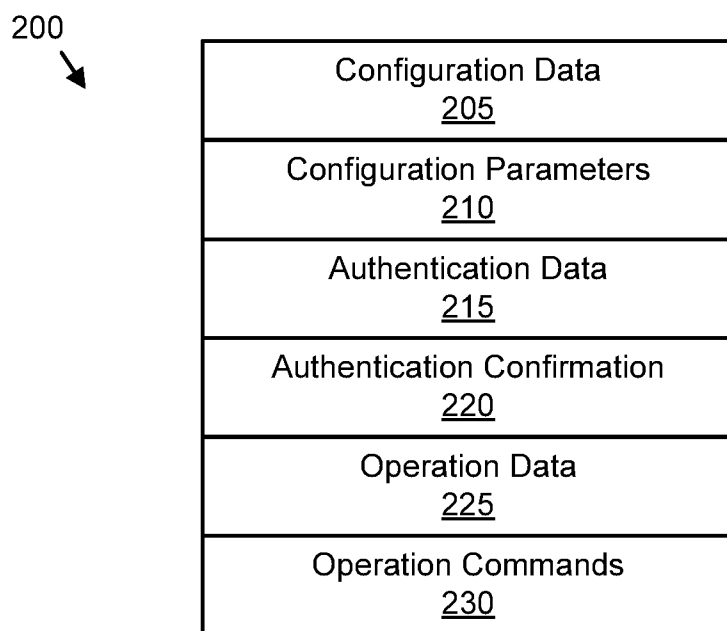 200
Configuration Data
205
Configuration Parameters
210
Authentication Data
215
Authentication Confirmation
220
Operation Data
225
Operation Commands
230